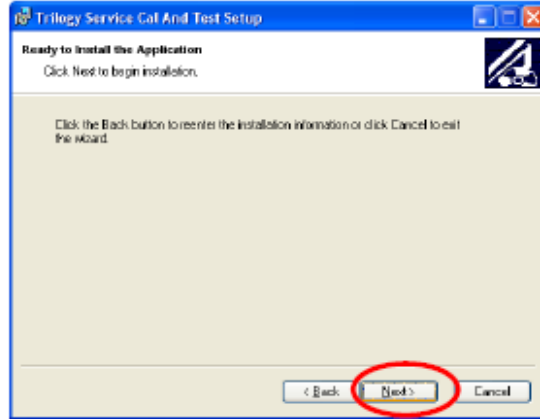 Trilogy Service Cal And Test Setup
Ready to Install the Application
Click Next to begin installation.
Click the Back button to reenter the installation information or click Cancel to exit
the wizard.
< Back
Next >
Cancel